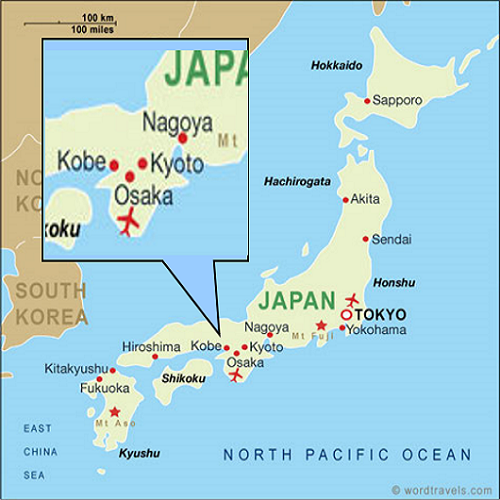 100 km
100 miles
JAPA
Nagoya
Mt
Kobe
Kyoto
Osaka
koku
NO
KO
SOUTH
KOREA
Hokkaido
Sapporo
Hachirogata
Akita
Sendai
Honshu
JAPAN
TOKYO
Nagoya
Mt Fuji
Yokohama
Hiroshima
Kobe
Kyoto
Osaka
Kitakyushu
Fukuoka
Shikoku
Mt Aso
Kyushu
EAST
CHINA
SEA
NORTH PACIFIC OCEAN
© wordtravels.com